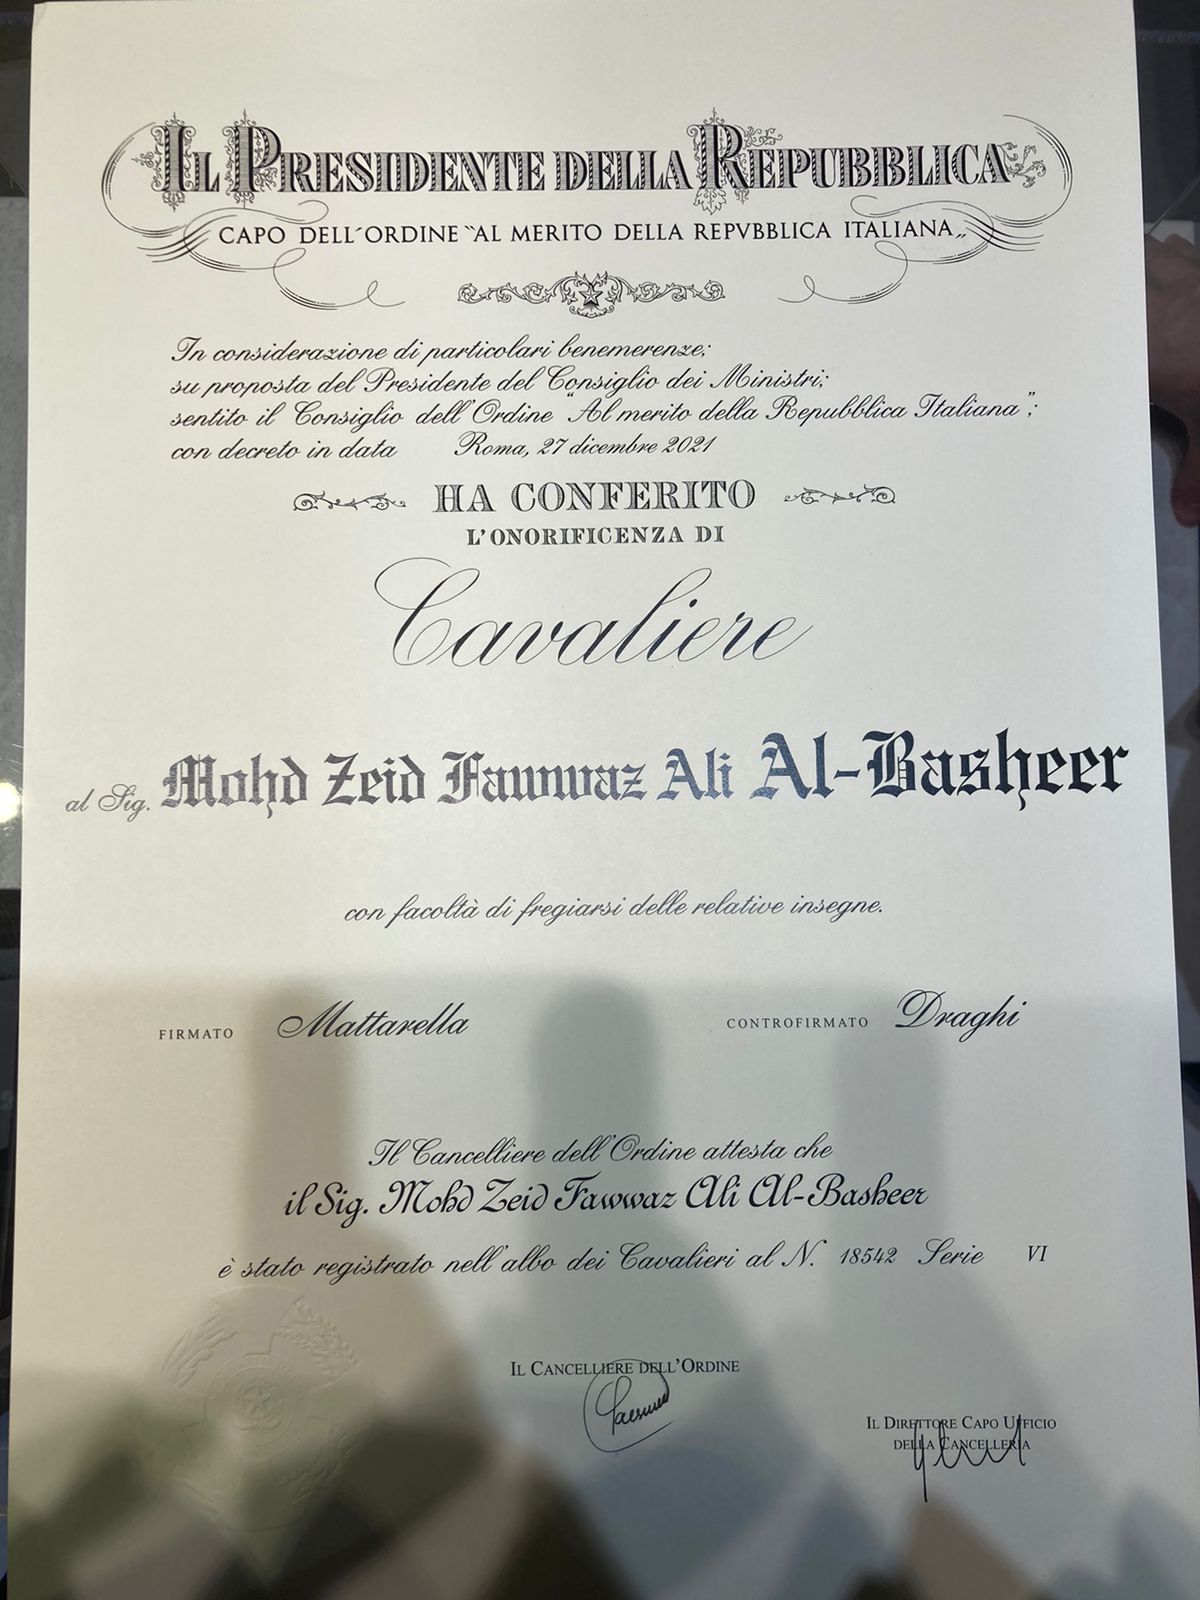 IL PRESIDENTE DELLA REPUBBLICA
CAPO DELL'ORDINE "AL MERITO DELLA REPVBBLICA ITALIANA"
In considerazione di particolari benemerenze;
su proposta del Presidente del Consiglio dei Ministri;
sentito il Consiglio dell'Ordine "Al merito della Repubblica Italiana";
con decreto in data Roma, 27 dicembre 2021
HA CONFERITO
L'ONORIFICENZA DI
Cavaliere
al Sig. Mohd Zeid Fawwaz Ali Al-Basheer
con facoltà di fregiarsi delle relative insegne.
FIRMATO Mattarella CONTROFIRMATO Draghi
Il Cancelliere dell'Ordine attesta che
il Sig. Mohd Zeid Fawwaz Ali Al-Basheer
è stato registrato nell'albo dei Cavalieri al N. 18542 Serie VI
IL CANCELLIERE DELL'ORDINE
IL DIRETTORE CAPO UFFICIO
DELLA CANCELLERIA